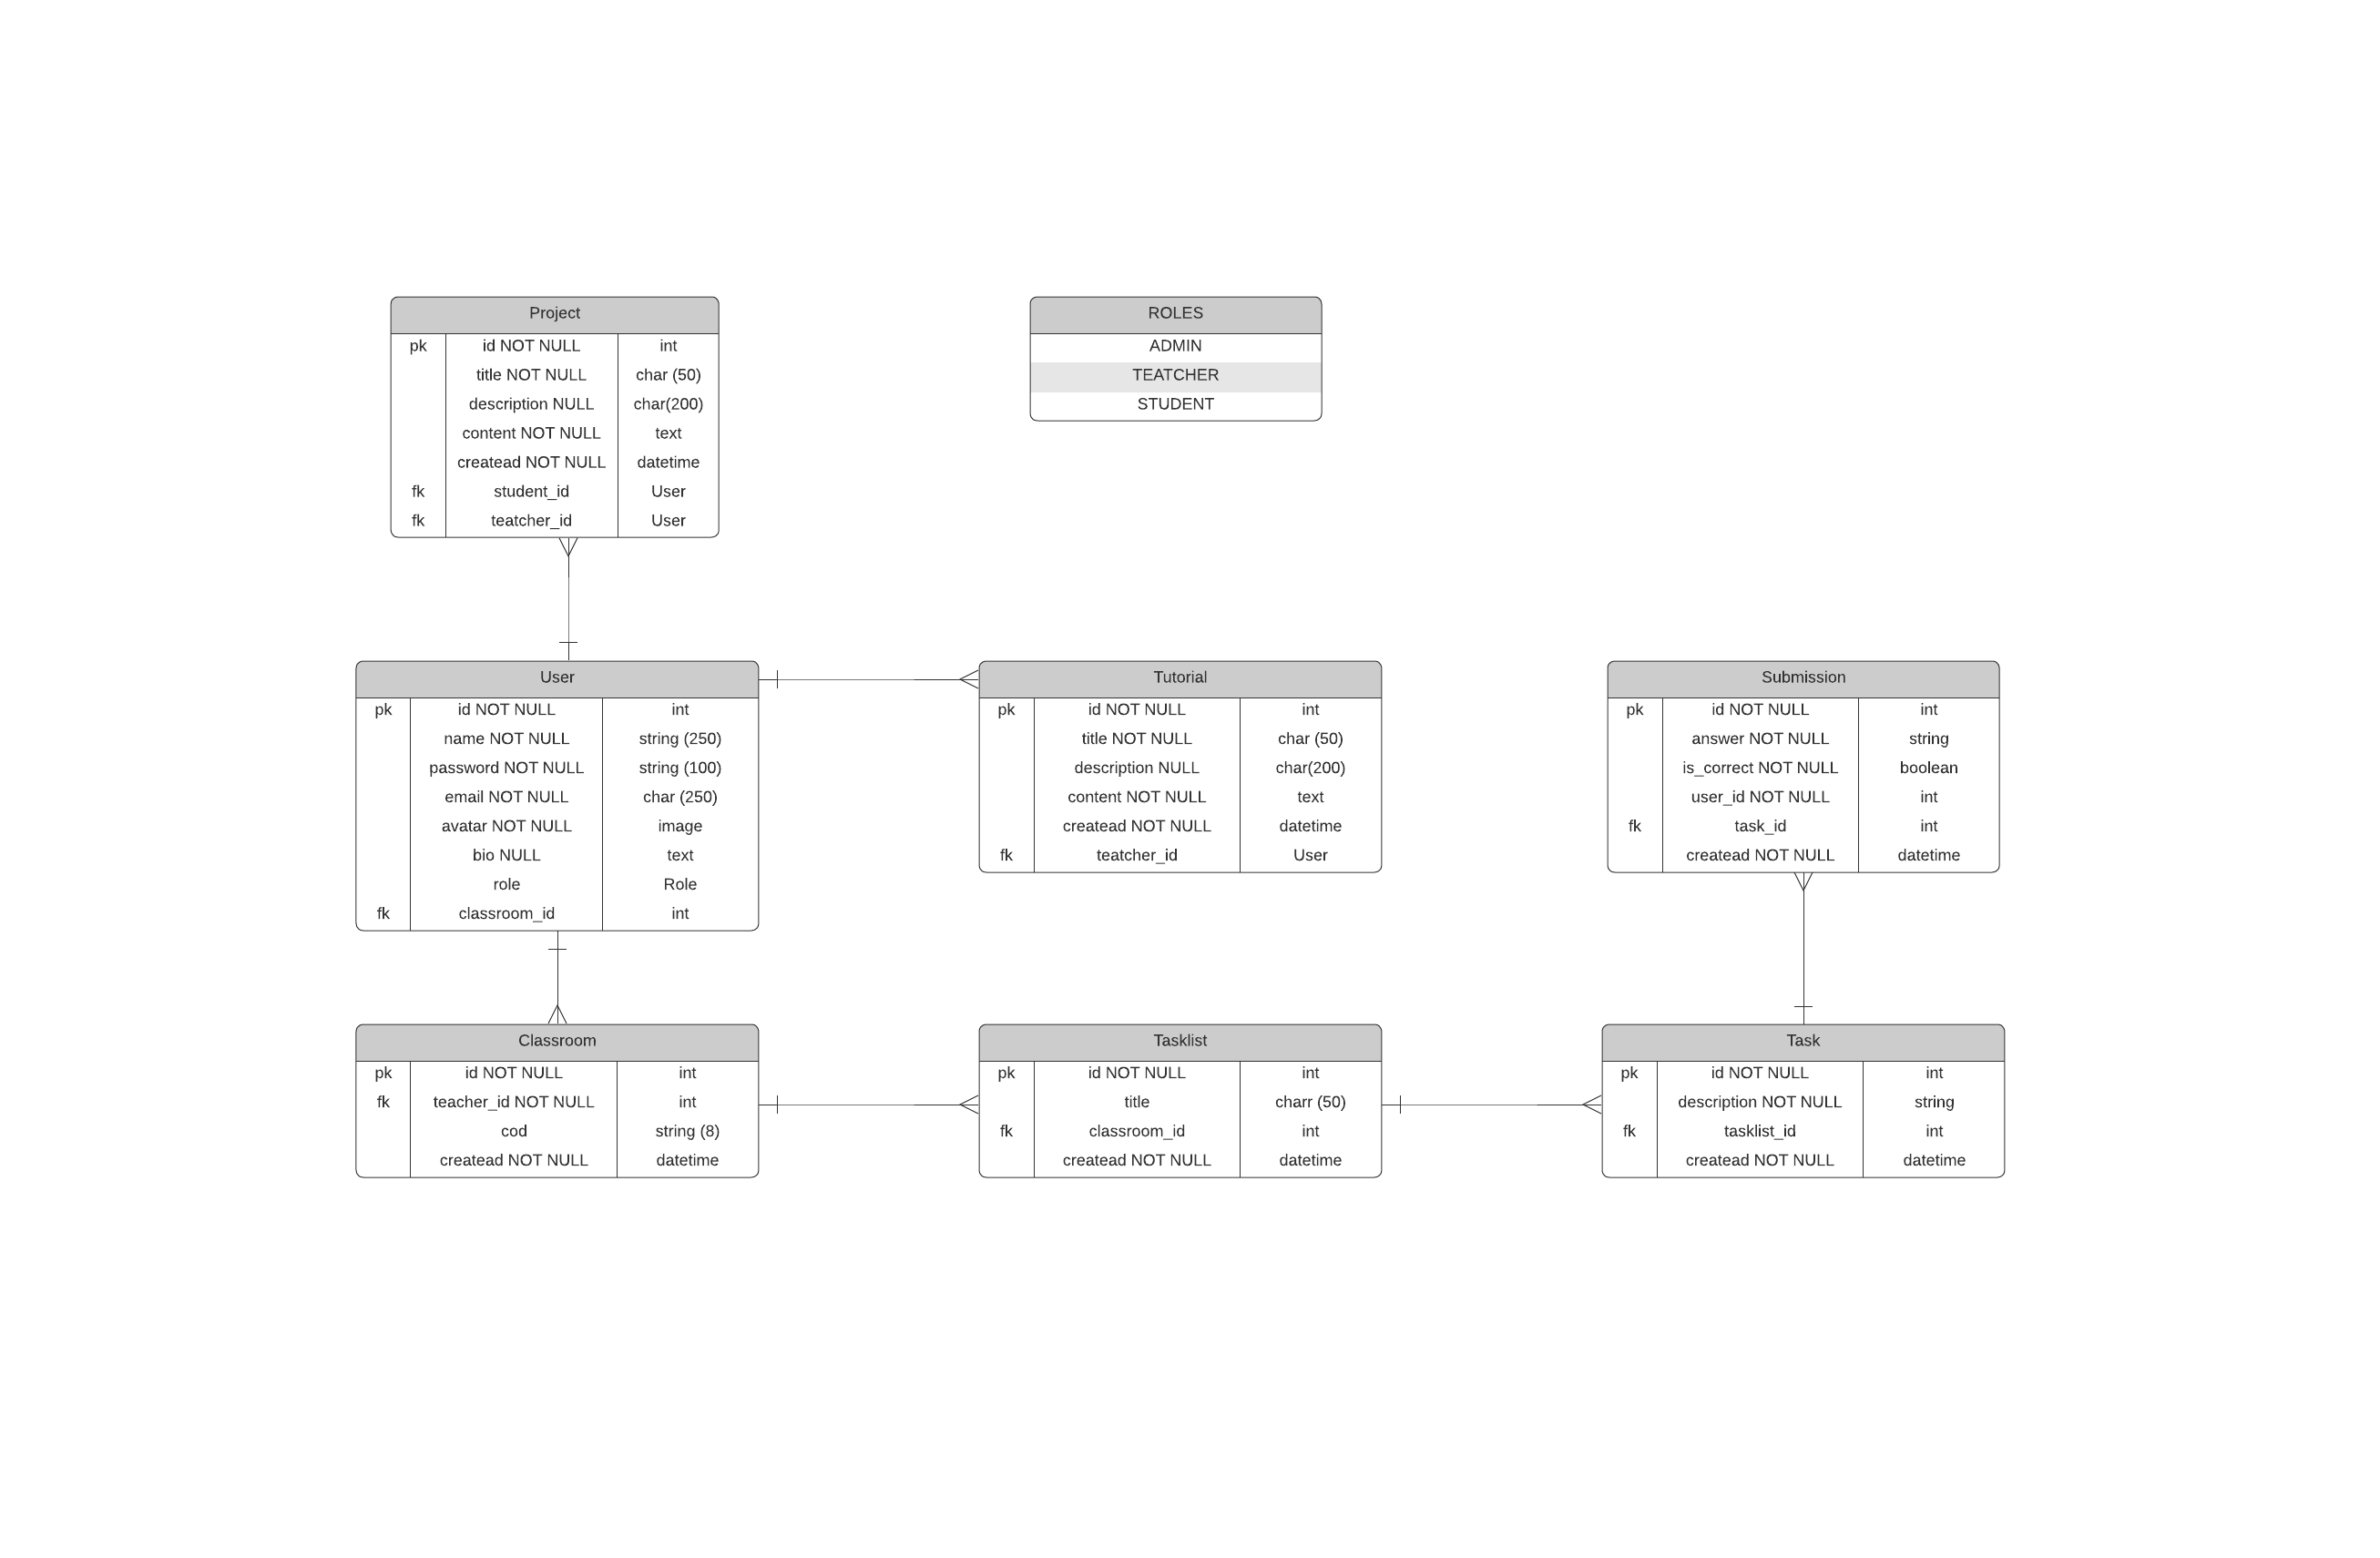 Project
pk id NOT NULL int
title NOT NULL char (50)
description NULL char(200)
content NOT NULL text
createad NOT NULL datetime
fk student_id User
fk teatcher_id User
ROLES
ADMIN
TEATCHER
STUDENT
User
pk id NOT NULL int
name NOT NULL string (250)
password NOT NULL string (100)
email NOT NULL char (250)
avatar NOT NULL image
bio NULL text
role Role
fk classroom_id int
Tutorial
pk id NOT NULL int
title NOT NULL char (50)
description NULL char(200)
content NOT NULL text
createad NOT NULL datetime
fk teatcher_id User
Submission
pk id NOT NULL int
answer NOT NULL string
is_correct NOT NULL boolean
user_id NOT NULL int
fk task_id int
createad NOT NULL datetime
Classroom
pk id NOT NULL int
fk teacher_id NOT NULL int
cod string (8)
createad NOT NULL datetime
Tasklist
pk id NOT NULL int
title charr (50)
fk classroom_id int
createad NOT NULL datetime
Task
pk id NOT NULL int
description NOT NULL string
fk tasklist_id int
createad NOT NULL datetime